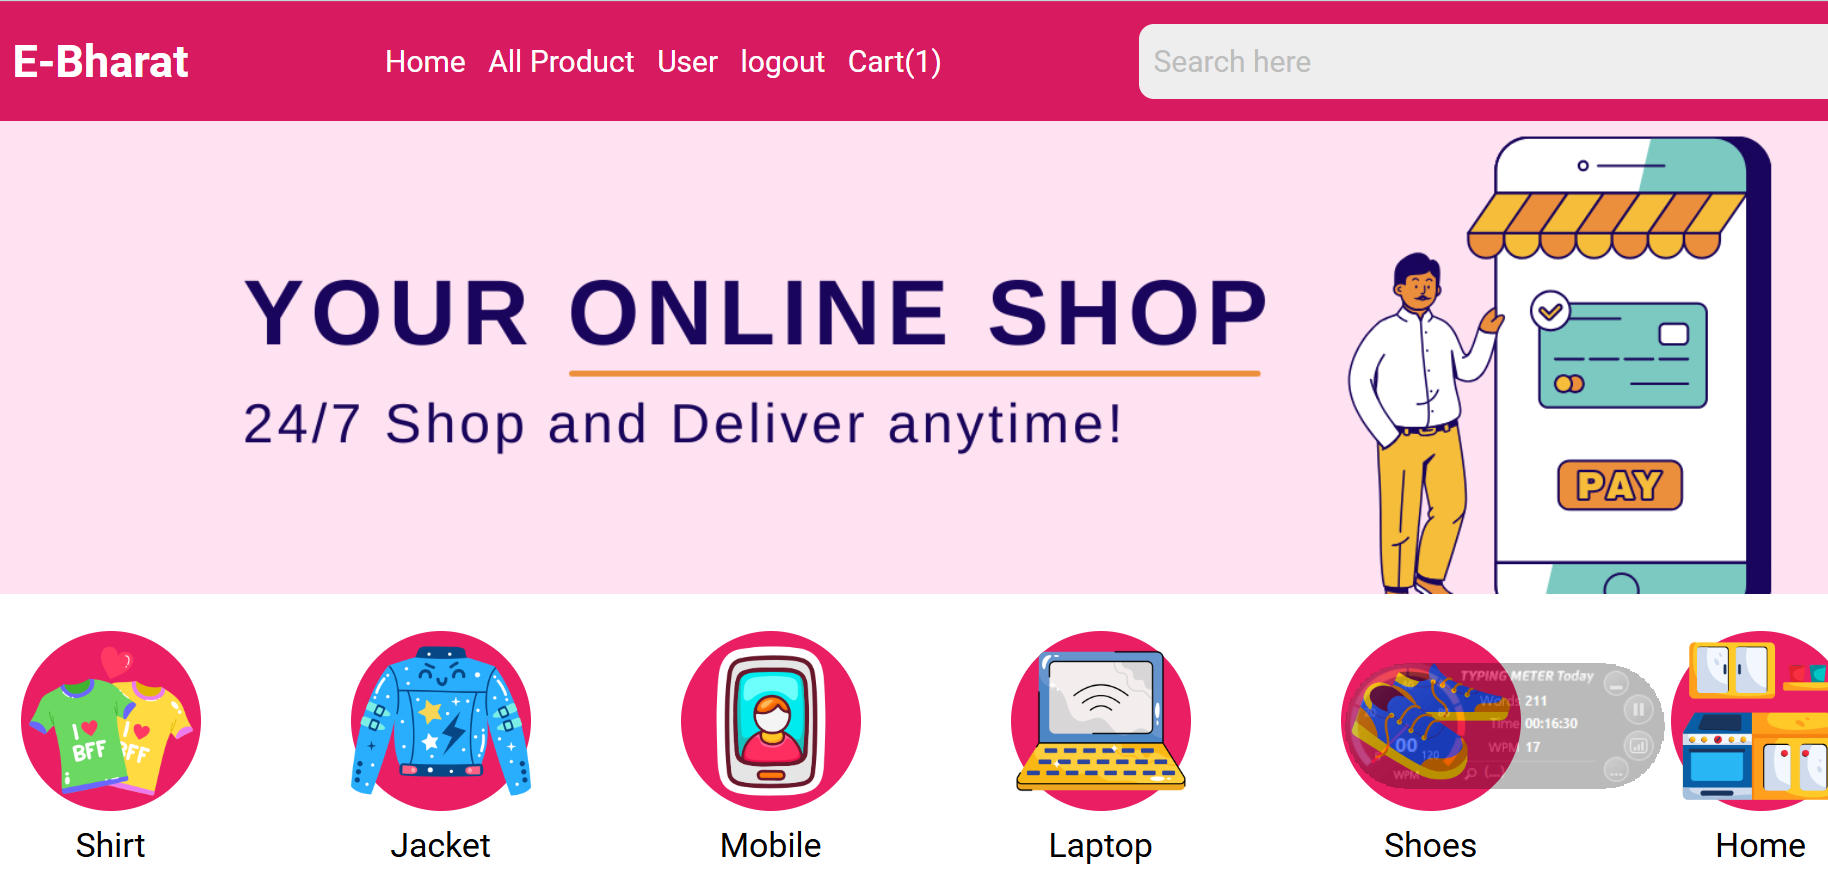 E-Bharat
Home All Product User logout Cart(1)
Search here
YOUR ONLINE SHOP
24/7 Shop and Deliver anytime!
PAY
I ❤ BFF
I ❤ BFF
TYPING METER Today
Words 211
Time 00:16:30
WPM 17
00
120
WPM
Shirt
Jacket
Mobile
Laptop
Shoes
Home